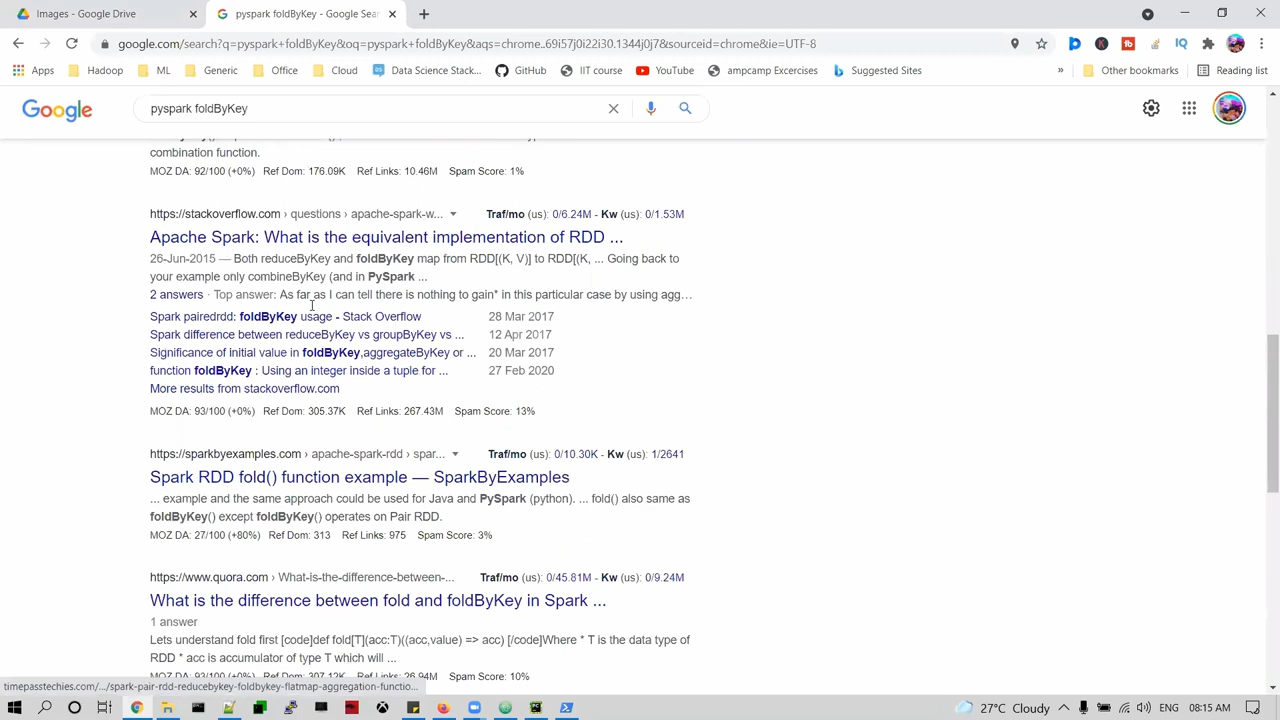 Images - Google Drive
pyspark foldByKey - Google Sea
google.com/search?q=pyspark+foldByKey&oq=pyspark+foldByKey&aqs=chrome..69i57j0i22i30.1344j0j7&sourceid=chrome&ie=UTF-8
Apps Hadoop ML Generic Office Cloud Data Science Stack... GitHub IIT course YouTube ampcamp Excercises Suggested Sites » Other bookmarks Reading list
Google pyspark foldByKey
combination function.
MOZ DA: 92/100 (+0%) Ref Dom: 176.09K Ref Links: 10.46M Spam Score: 1%
https://stackoverflow.com › questions › apache-spark-w... Traf/mo (us): 0/6.24M - Kw (us): 0/1.53M
Apache Spark: What is the equivalent implementation of RDD ...
26-Jun-2015 — Both reduceByKey and foldByKey map from RDD[(K, V)] to RDD[(K, ... Going back to
your example only combineByKey (and in PySpark ...
2 answers · Top answer: As far as I can tell there is nothing to gain* in this particular case by using agg…
Spark pairedrdd: foldByKey usage - Stack Overflow 28 Mar 2017
Spark difference between reduceByKey vs groupByKey vs ... 12 Apr 2017
Significance of initial value in foldByKey,aggregateByKey or ... 20 Mar 2017
function foldByKey : Using an integer inside a tuple for ... 27 Feb 2020
More results from stackoverflow.com
MOZ DA: 93/100 (+0%) Ref Dom: 305.37K Ref Links: 267.43M Spam Score: 13%
https://sparkbyexamples.com › apache-spark-rdd › spar... Traf/mo (us): 0/10.30K - Kw (us): 1/2641
Spark RDD fold() function example — SparkByExamples
... example and the same approach could be used for Java and PySpark (python). ... fold() also same as
foldByKey() except foldByKey() operates on Pair RDD.
MOZ DA: 27/100 (+80%) Ref Dom: 313 Ref Links: 975 Spam Score: 3%
https://www.quora.com › What-is-the-difference-between-... Traf/mo (us): 0/45.81M - Kw (us): 0/9.24M
What is the difference between fold and foldByKey in Spark ...
1 answer
Lets understand fold first [code]def fold[T](acc:T)((acc,value) => acc) [/code]Where * T is the data type of
RDD * acc is accumulator of type T which will ...
MOZ DA: 93/100 (+0%) Ref Dom: 307.12K Ref Links: 26.94M Spam Score: 10%
timepasstechies.com/.../spark-pair-rdd-reducebykey-foldbykey-flatmap-aggregation-functio...
27°C Cloudy ENG 08:15 AM